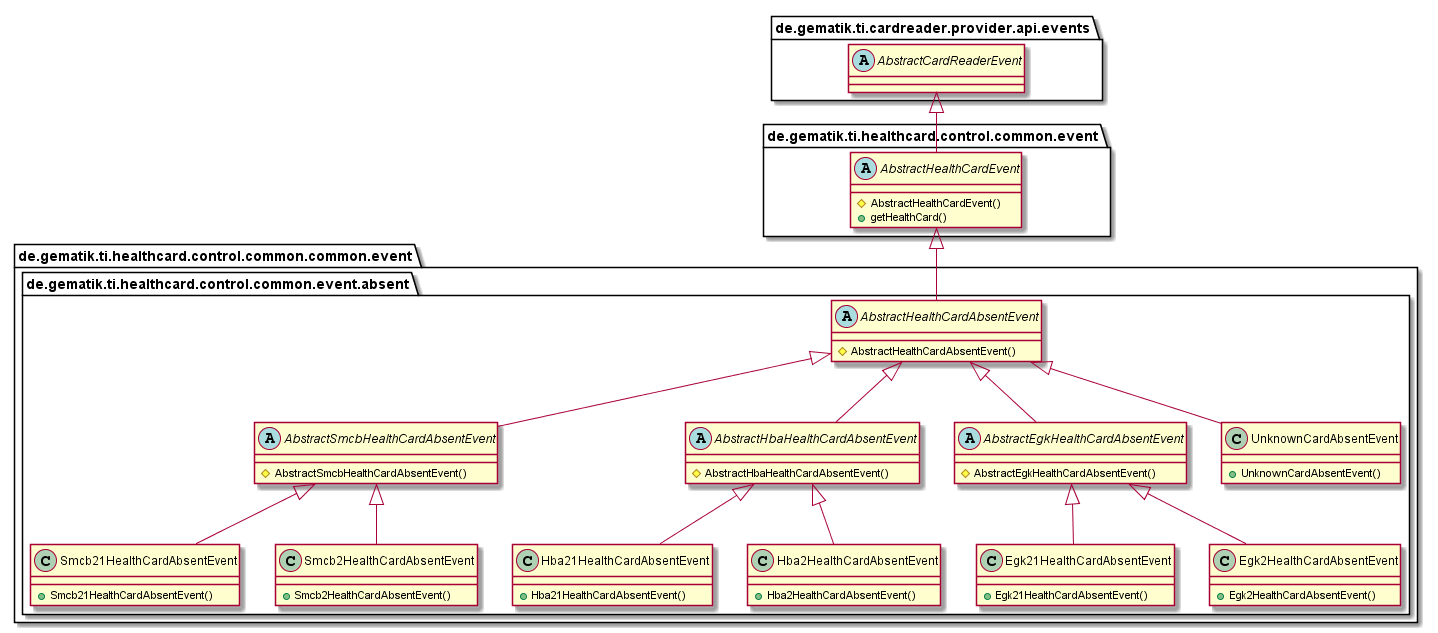 de.gematik.ti.cardreader.provider.api.events
A AbstractCardReaderEvent
de.gematik.ti.healthcard.control.common.event
A AbstractHealthCardEvent
AbstractHealthCardEvent()
getHealthCard()
de.gematik.ti.healthcard.control.common.common.event
de.gematik.ti.healthcard.control.common.event.absent
A AbstractHealthCardAbsentEvent
AbstractHealthCardAbsentEvent()
A AbstractSmcbHealthCardAbsentEvent
AbstractSmcbHealthCardAbsentEvent()
A AbstractHbaHealthCardAbsentEvent
AbstractHbaHealthCardAbsentEvent()
A AbstractEgkHealthCardAbsentEvent
AbstractEgkHealthCardAbsentEvent()
C UnknownCardAbsentEvent
UnknownCardAbsentEvent()
C Smcb21HealthCardAbsentEvent
Smcb21HealthCardAbsentEvent()
C Smcb2HealthCardAbsentEvent
Smcb2HealthCardAbsentEvent()
C Hba21HealthCardAbsentEvent
Hba21HealthCardAbsentEvent()
C Hba2HealthCardAbsentEvent
Hba2HealthCardAbsentEvent()
C Egk21HealthCardAbsentEvent
Egk21HealthCardAbsentEvent()
C Egk2HealthCardAbsentEvent
Egk2HealthCardAbsentEvent()